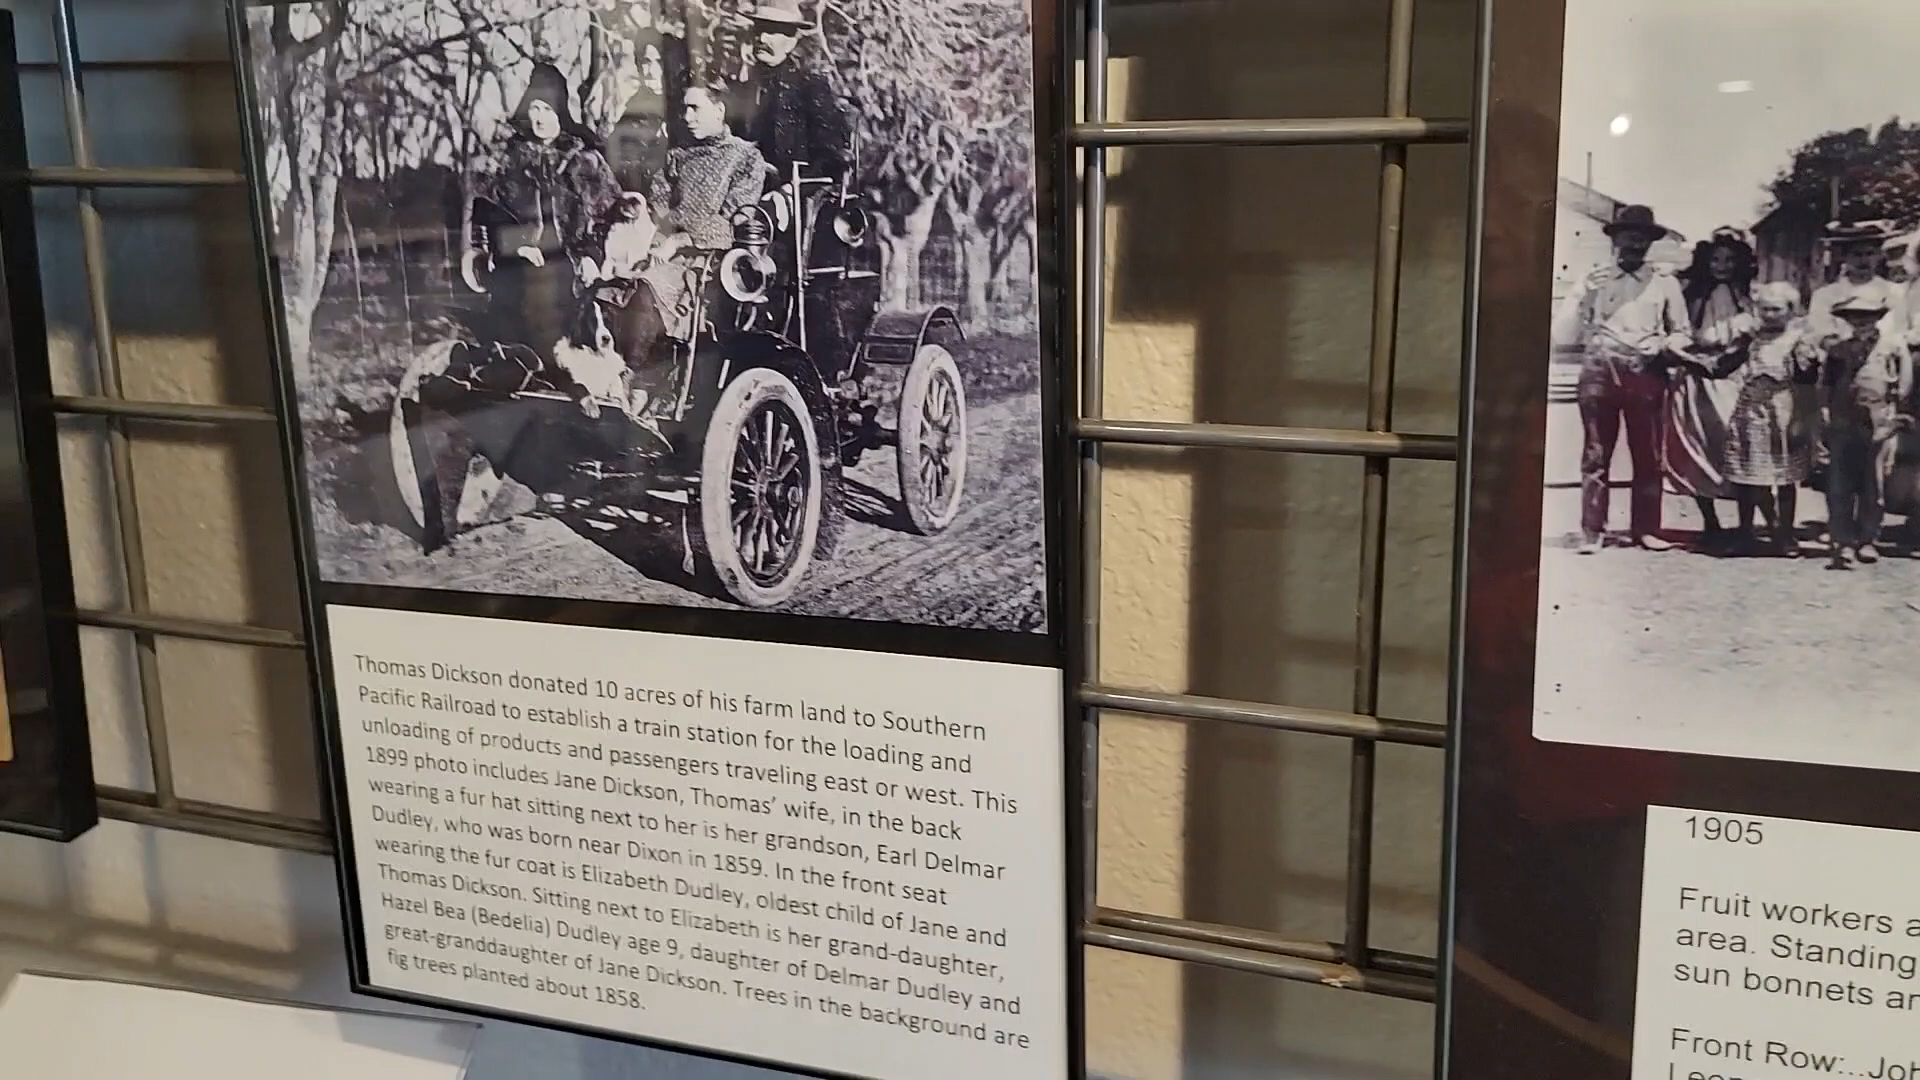 Thomas Dickson donated 10 acres of his farm land to Southern
Pacific Railroad to establish a train station for the loading and
unloading of products and passengers traveling east or west. This
1899 photo includes Jane Dickson, Thomas' wife, in the back
wearing a fur hat sitting next to her is her grandson, Earl Delmar
Dudley, who was born near Dixon in 1859. In the front seat
wearing the fur coat is Elizabeth Dudley, oldest child of Jane and
Thomas Dickson. Sitting next to Elizabeth is her grand-daughter,
Hazel Bea (Bedelia) Dudley age 9, daughter of Delmar Dudley and
great-granddaughter of Jane Dickson. Trees in the background are
fig trees planted about 1858.
1905
Fruit workers a
area. Standing
sun bonnets ar
Front Row:..Joh